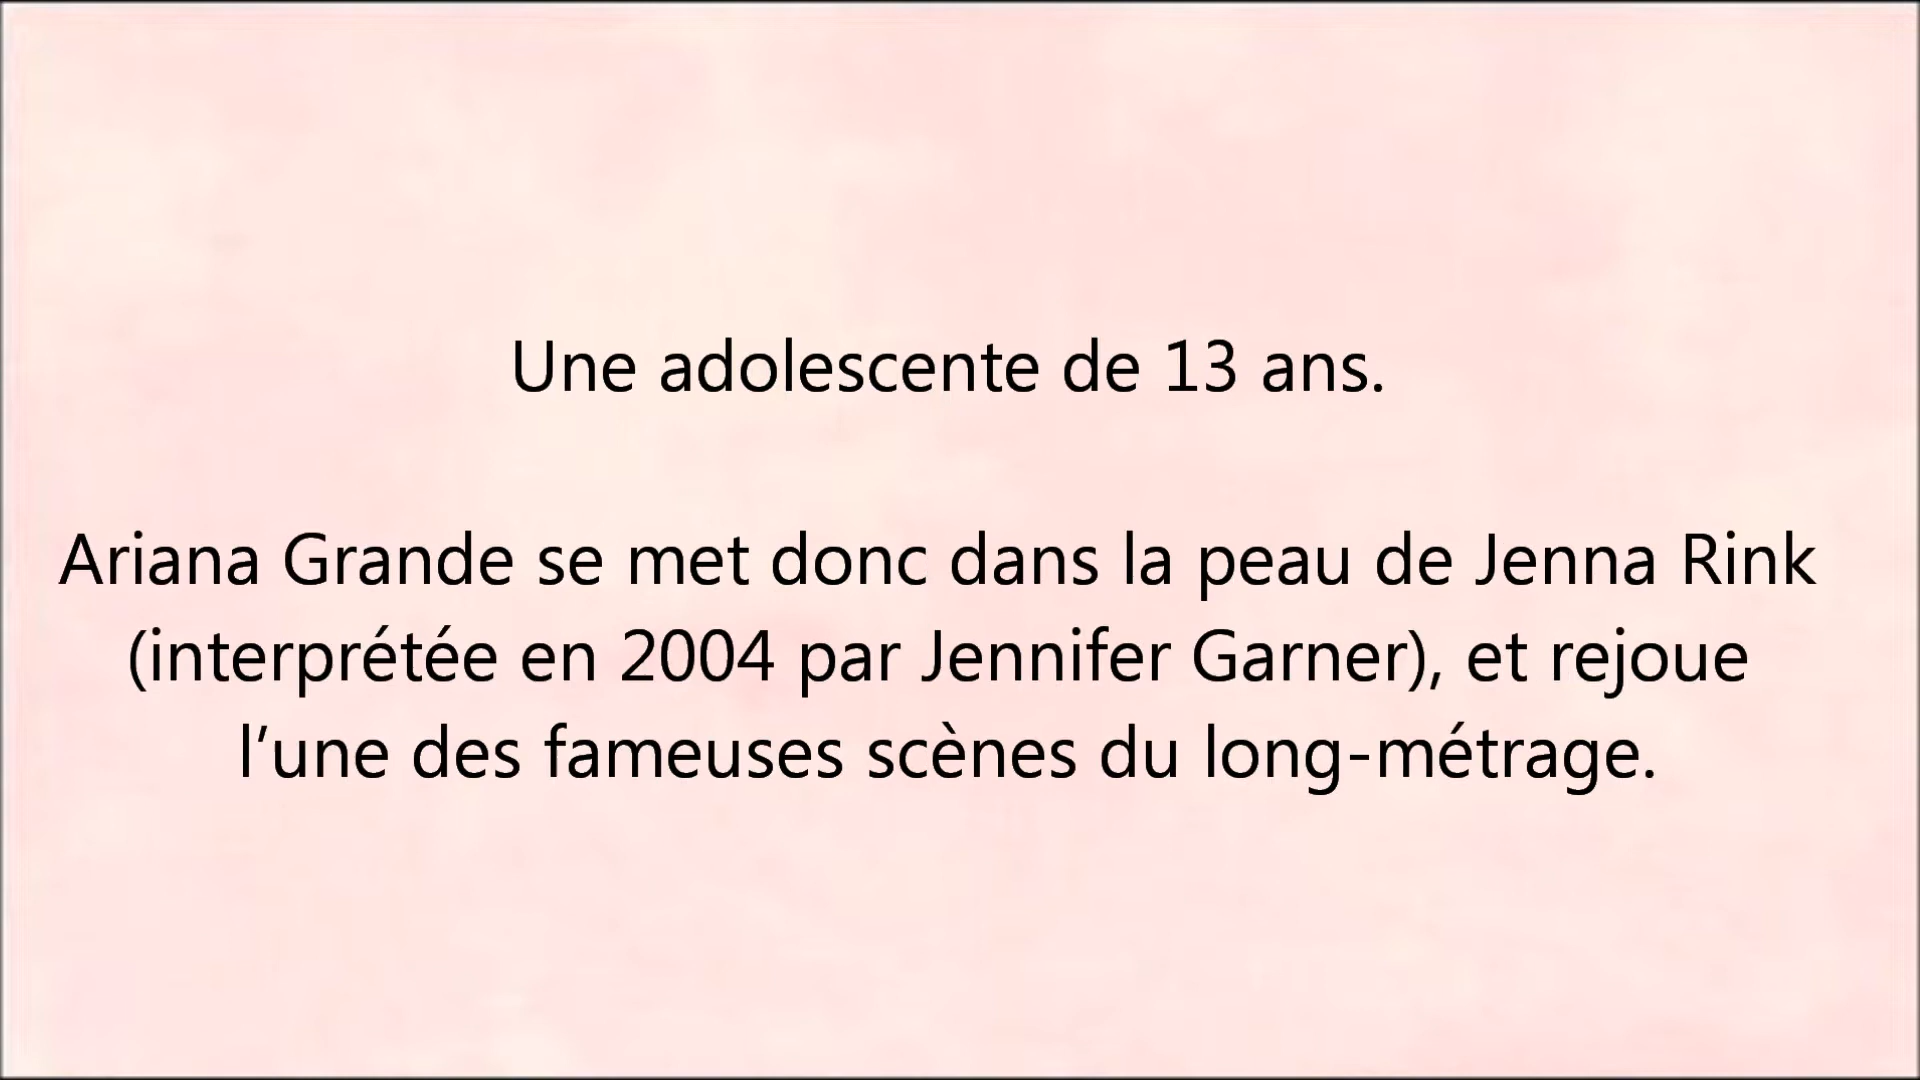 Une adolescente de 13 ans.
Ariana Grande se met donc dans la peau de Jenna Rink
(interprétée en 2004 par Jennifer Garner), et rejoue
l’une des fameuses scènes du long-métrage.